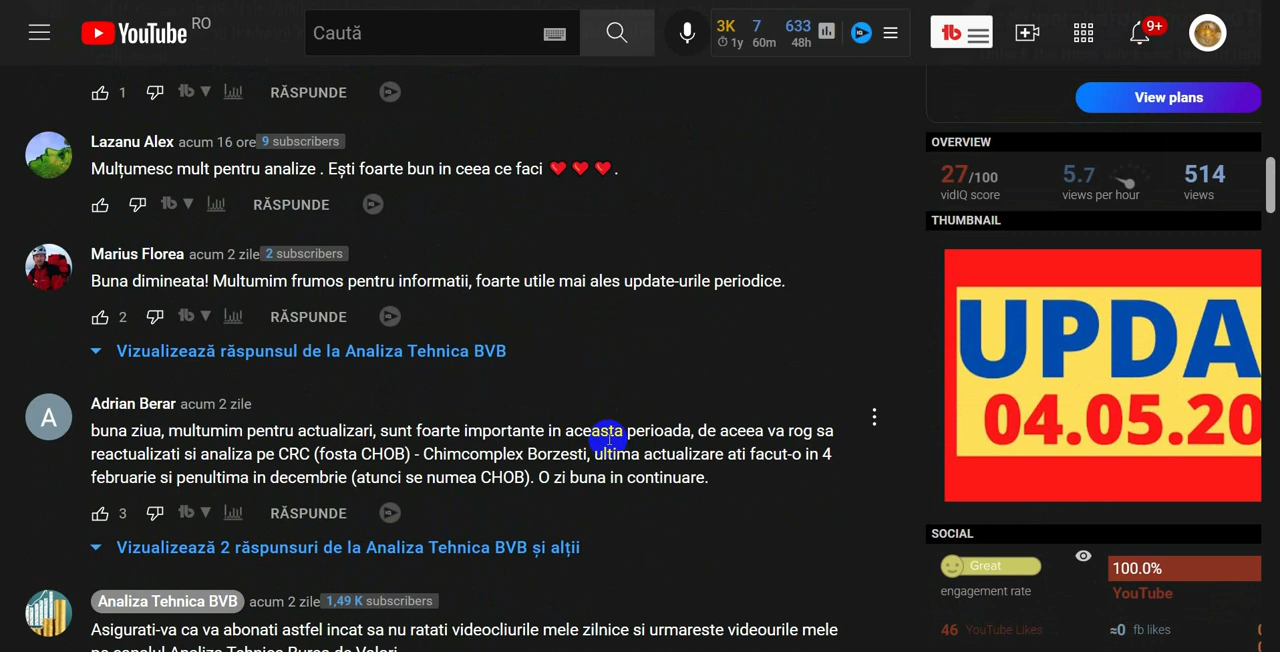 YouTube RO
Caută
3K 7 633
1y 60m 48h
9+
View plans
1 RĂSPUNDE
OVERVIEW
Lazanu Alex acum 16 ore 9 subscribers
Mulțumesc mult pentru analize . Ești foarte bun in ceea ce faci ❤️ ❤️ ❤️ .
27/100 5.7 514
vidIQ score views per hour views
RĂSPUNDE
THUMBNAIL
Marius Florea acum 2 zile 2 subscribers
Buna dimineata! Multumim frumos pentru informatii, foarte utile mai ales update-urile periodice.
2 RĂSPUNDE
Vizualizează răspunsul de la Analiza Tehnica BVB
UPDA
04.05.20
Adrian Berar acum 2 zile
A
buna ziua, multumim pentru actualizari, sunt foarte importante in aceasta perioada, de aceea va rog sa
reactualizati si analiza pe CRC (fosta CHOB) - Chimcomplex Borzesti, ultima actualizare ati facut-o in 4
februarie si penultima in decembrie (atunci se numea CHOB). O zi buna in continuare.
3 RĂSPUNDE
SOCIAL
Vizualizează 2 răspunsuri de la Analiza Tehnica BVB și alții
Great 100.0%
engagement rate YouTube
Analiza Tehnica BVB acum 2 zile 1,49 K subscribers
Asigurati-va ca va abonati astfel incat sa nu ratati videocliurile mele zilnice si urmareste videourile mele
46 YouTube Likes ≈0 fb likes
pe canalul Analiza Tehnica Bursa de Valori